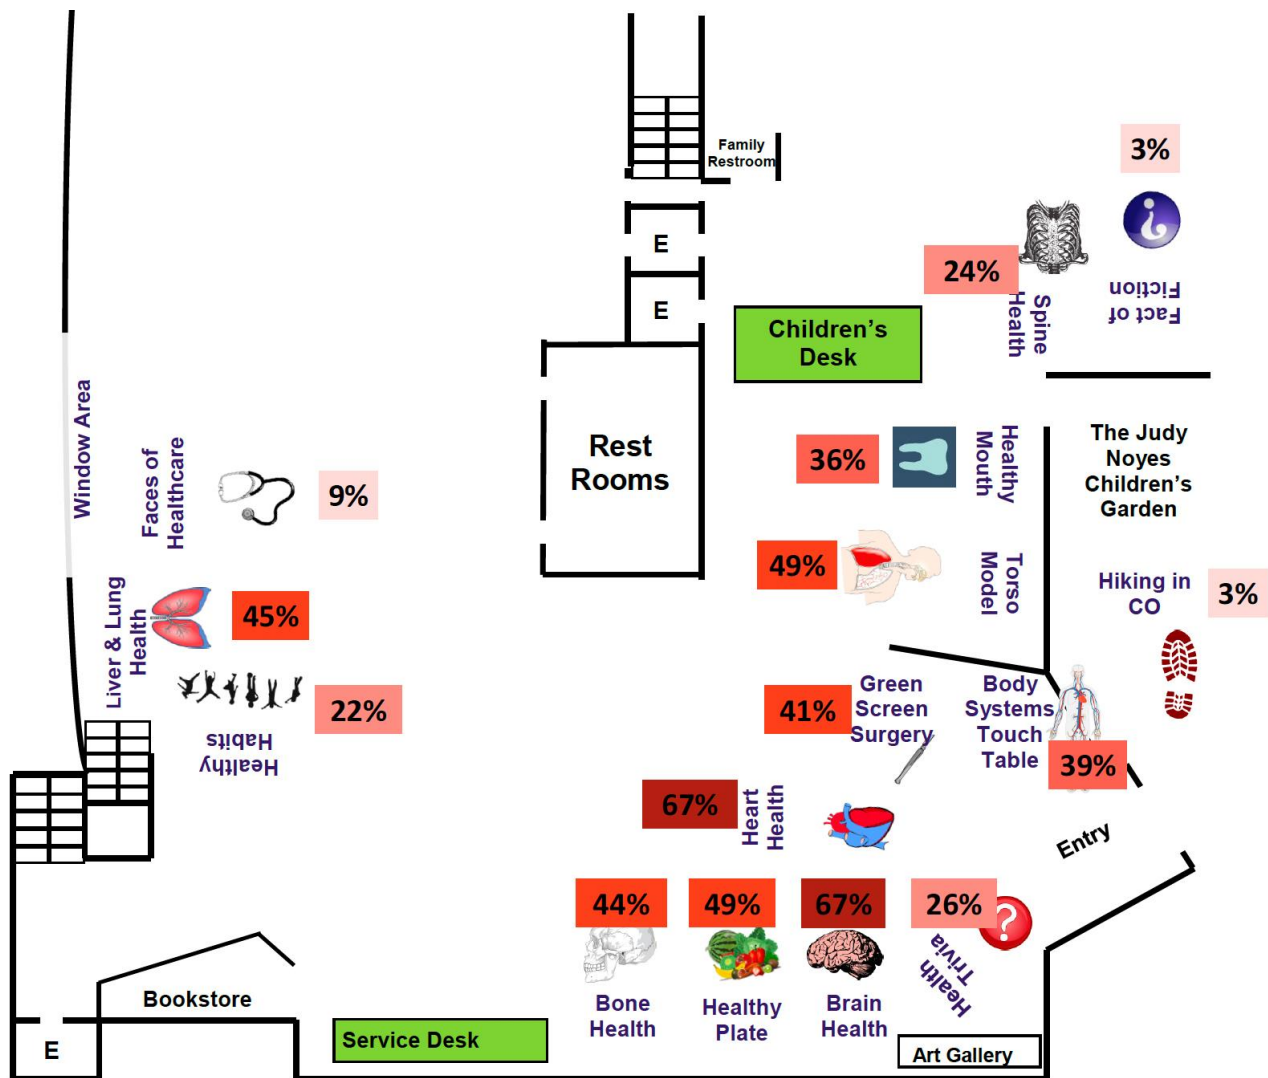 Family
Restroom
3%
E
24%
Spine
Health
Fact of
Fiction
E
Children's
Desk
Window Area
Faces of
Healthcare
9%
Rest
Rooms
36%
Healthy
Mouth
The Judy
Noyes
Children's
Garden
49%
Torso
Model
Hiking in
CO
3%
Liver & Lung
Health
45%
22%
Healthy
Habits
41%
Green
Screen
Surgery
Body
Systems
Touch
Table
39%
67%
Heart
Health
Entry
44%
49%
67%
26%
?
Bone
Health
Healthy
Plate
Brain
Health
Health
Trivia
Bookstore
E
Service Desk
Art Gallery